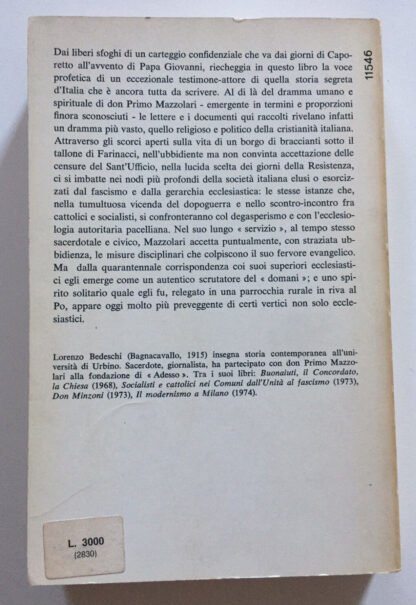 Dai liberi sfoghi di un carteggio confidenziale che va dai giorni di Capo-
retto all'avvento di Papa Giovanni, riecheggia in questo libro la voce
profetica di un eccezionale testimone-attore di quella storia segreta
d'Italia che è ancora tutta da scrivere. Al di là del dramma umano e
spirituale di don Primo Mazzolari - emergente in termini e proporzioni
finora sconosciuti - le lettere e i documenti qui raccolti rivelano infatti
un dramma più vasto, quello religioso e politico della cristianità italiana.
Attraverso gli scorci aperti sulla vita di un borgo di braccianti sotto il
tallone di Farinacci, nell'ubbidiente ma non convinta accettazione delle
censure del Sant'Ufficio, nella lucida scelta dei giorni della Resistenza,
ci si imbatte nei nodi più profondi della società italiana elusi o esorciz-
zati dal fascismo e dalla gerarchia ecclesiastica: le stesse istanze che,
nella tumultuosa vicenda del dopoguerra e nello scontro-incontro fra
cattolici e socialisti, si confronteranno col degasperismo e con l'ecclesio-
logia autoritaria pacelliana. Nel suo lungo « servizio », al tempo stesso
sacerdotale e civico, Mazzolari accetta puntualmente, con straziata ub-
bidienza, le misure disciplinari che colpiscono il suo fervore evangelico.
Ma dalla quarantennale corrispondenza coi suoi superiori ecclesiasti-
ci egli emerge come un autentico scrutatore del « domani »; e uno spi-
rito solitario quale egli fu, relegato in una parrocchia rurale in riva al
Po, appare oggi molto più preveggente di certi vertici non solo eccle-
siastici.
Lorenzo Bedeschi (Bagnacavallo, 1915) insegna storia contemporanea all'uni-
versità di Urbino. Sacerdote, giornalista, ha partecipato con don Primo Mazzo-
lari alla fondazione di « Adesso ». Tra i suoi libri: Buonaiuti, il Concordato,
la Chiesa (1968), Socialisti e cattolici nei Comuni dall'Unità al fascismo (1973),
Don Minzoni (1973), Il modernismo a Milano (1974).
11546
L. 3000
(2830)